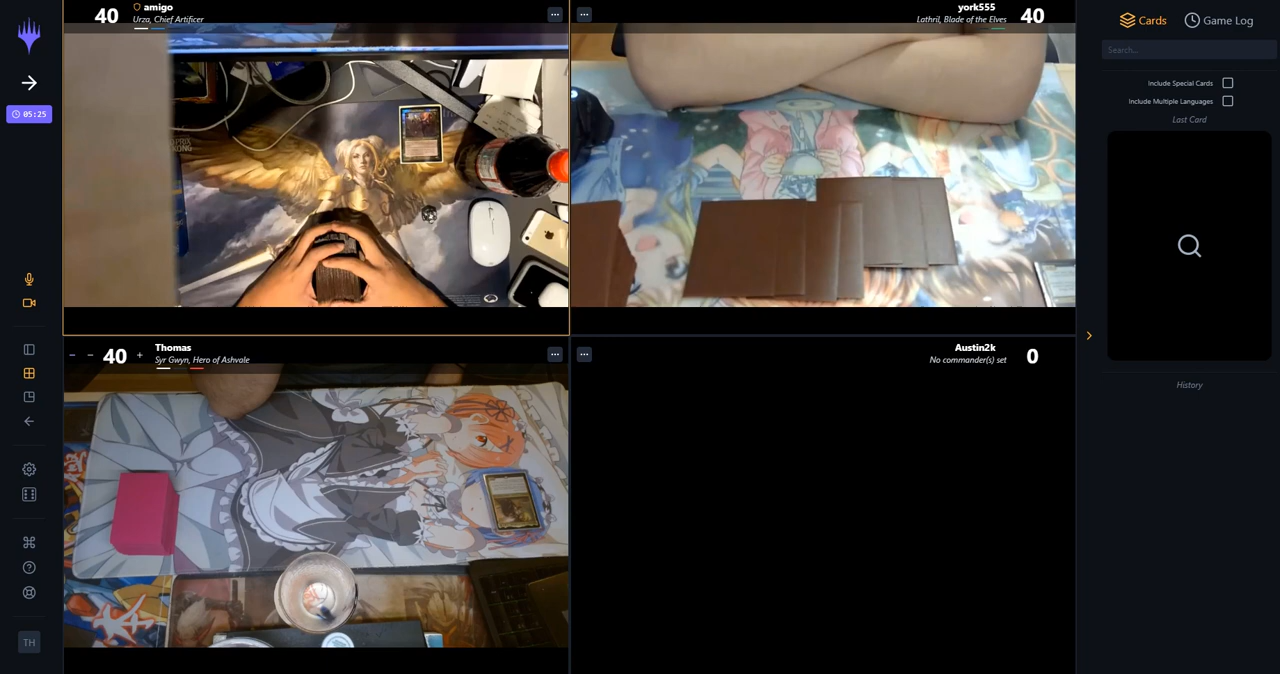 40
amigo
Urza, Chief Artificer
york555
Lathril, Blade of the Elves
40
Cards
Game Log
Search...
05:25
Include Special Cards
Include Multiple Languages
Last Card
PRIX
KONG
- - 40 +
Thomas
Syr Gwyn, Hero of Ashvale
Austin2k
No commander(s) set
0
History
TH